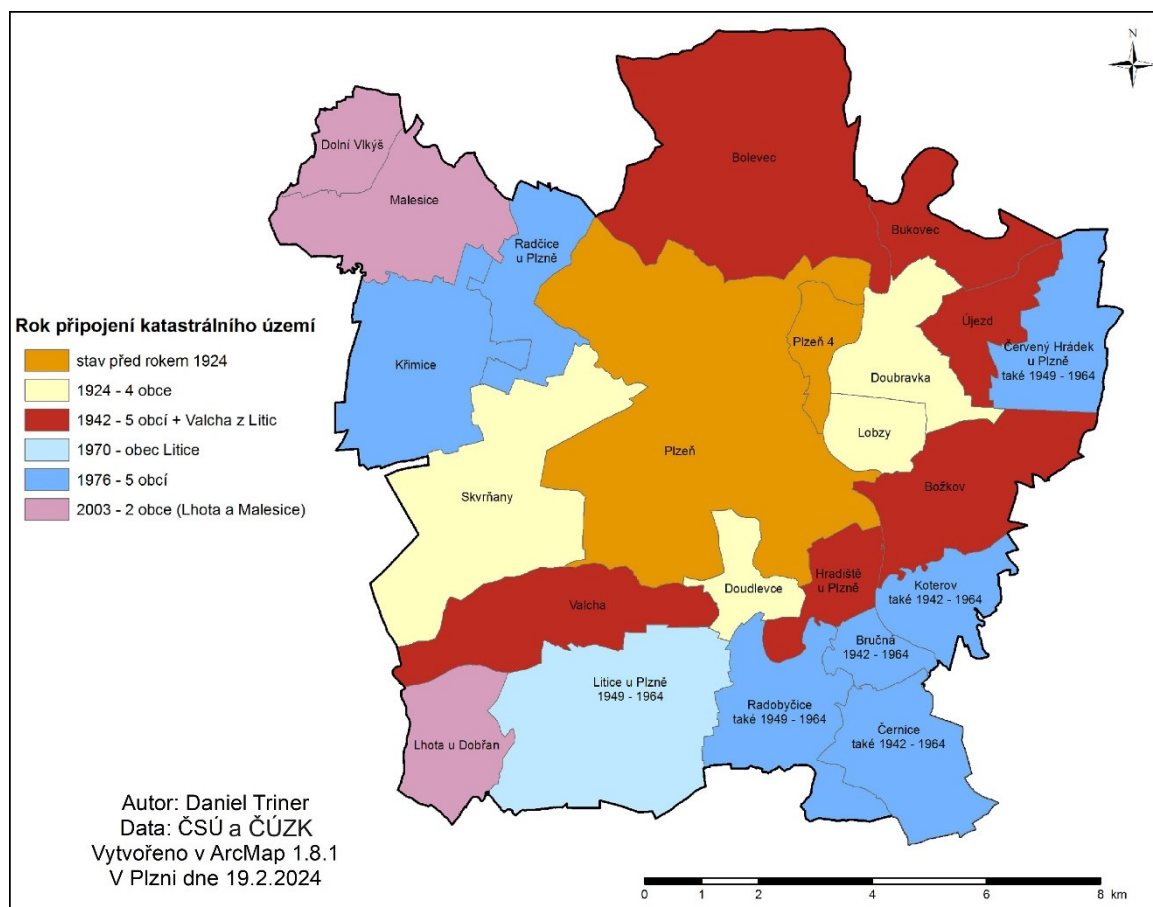 N
Dolní Vlkýš
Malesice
Bolevec
Bukovec
Radčice
u Plzně
Rok připojení katastrálního území
stav před rokem 1924
1924 - 4 obce
1942 - 5 obcí + Valcha z Litic
1970 - obec Litice
1976 - 5 obcí
2003 - 2 obce (Lhota a Malesice)
Křimice
Plzeň 4
Újezd
Červený Hrádek
u Plzně
také 1949 - 1964
Doubravka
Lobzy
Plzeň
Skvrňany
Božkov
Doudlevce
Hradiště
u Plzně
Koterov
také 1942 - 1964
Valcha
Bručná
1942 - 1964
Litice u Plzně
1949 - 1964
Radobyčice
také 1949 - 1964
Černice
také 1942 - 1964
Lhota u Dobřan
Autor: Daniel Triner
Data: ČSÚ a ČÚZK
Vytvořeno v ArcMap 1.8.1
V Plzni dne 19.2.2024
0 1 2 4 6 8 km